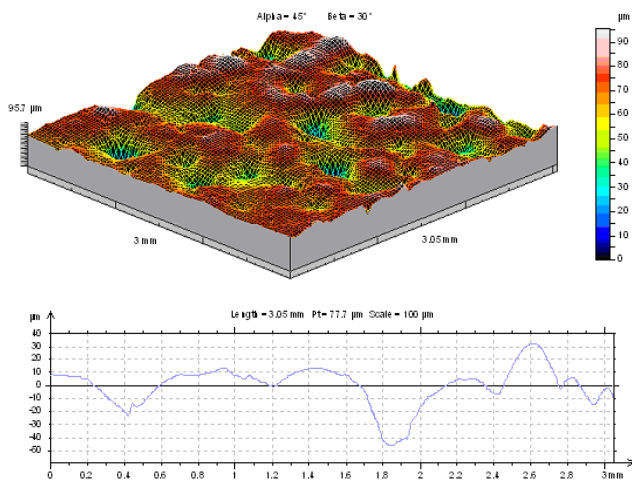 Alpha = 45° Beta = 30°
µm
90
80
70
60
50
40
30
20
10
0
95.7 µm
3 mm
3.05 mm
Length = 3.05 mm Pt = 77.7 µm Scale = 100 µm
µm
40
30
20
10
0
-10
-20
-30
-40
-50
0 0.2 0.4 0.6 0.8 1 1.2 1.4 1.6 1.8 2 2.2 2.4 2.6 2.8 3 mm